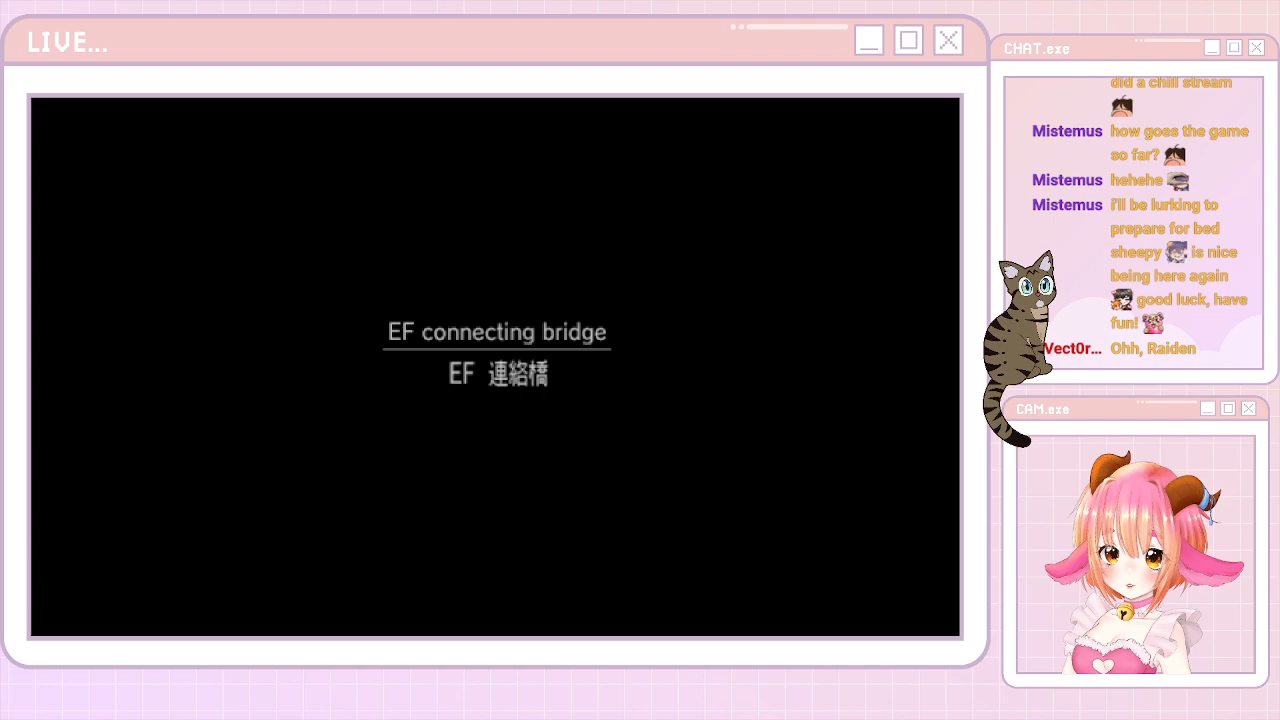 LIVE...
EF connecting bridge
EF 連絡橋
CHAT.exe
did a chill stream
Mistemus how goes the game
so far?
Mistemus hehehe
Mistemus i'll be lurking to
prepare for bed
sheepy is nice
being here again
good luck, have
fun!
Vect0r... Ohh, Raiden
CAM.exe